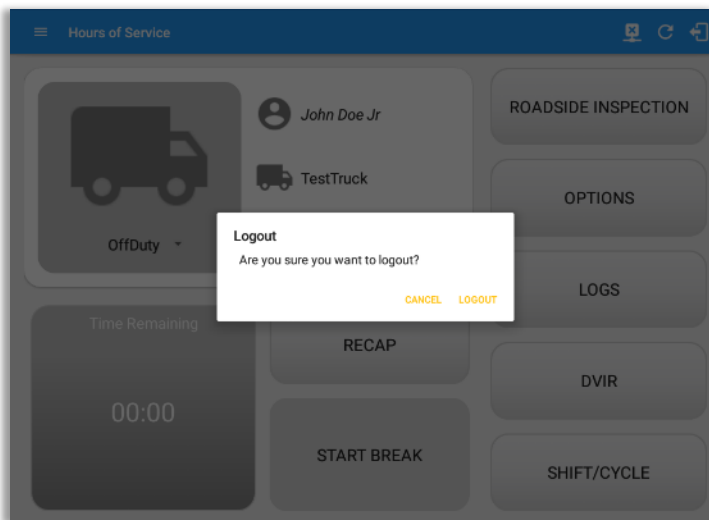 Hours of Service
John Doe Jr
TestTruck
OffDuty
Time Remaining
00:00
Logout
Are you sure you want to logout?
CANCEL LOGOUT
RECAP
START BREAK
ROADSIDE INSPECTION
OPTIONS
LOGS
DVIR
SHIFT/CYCLE